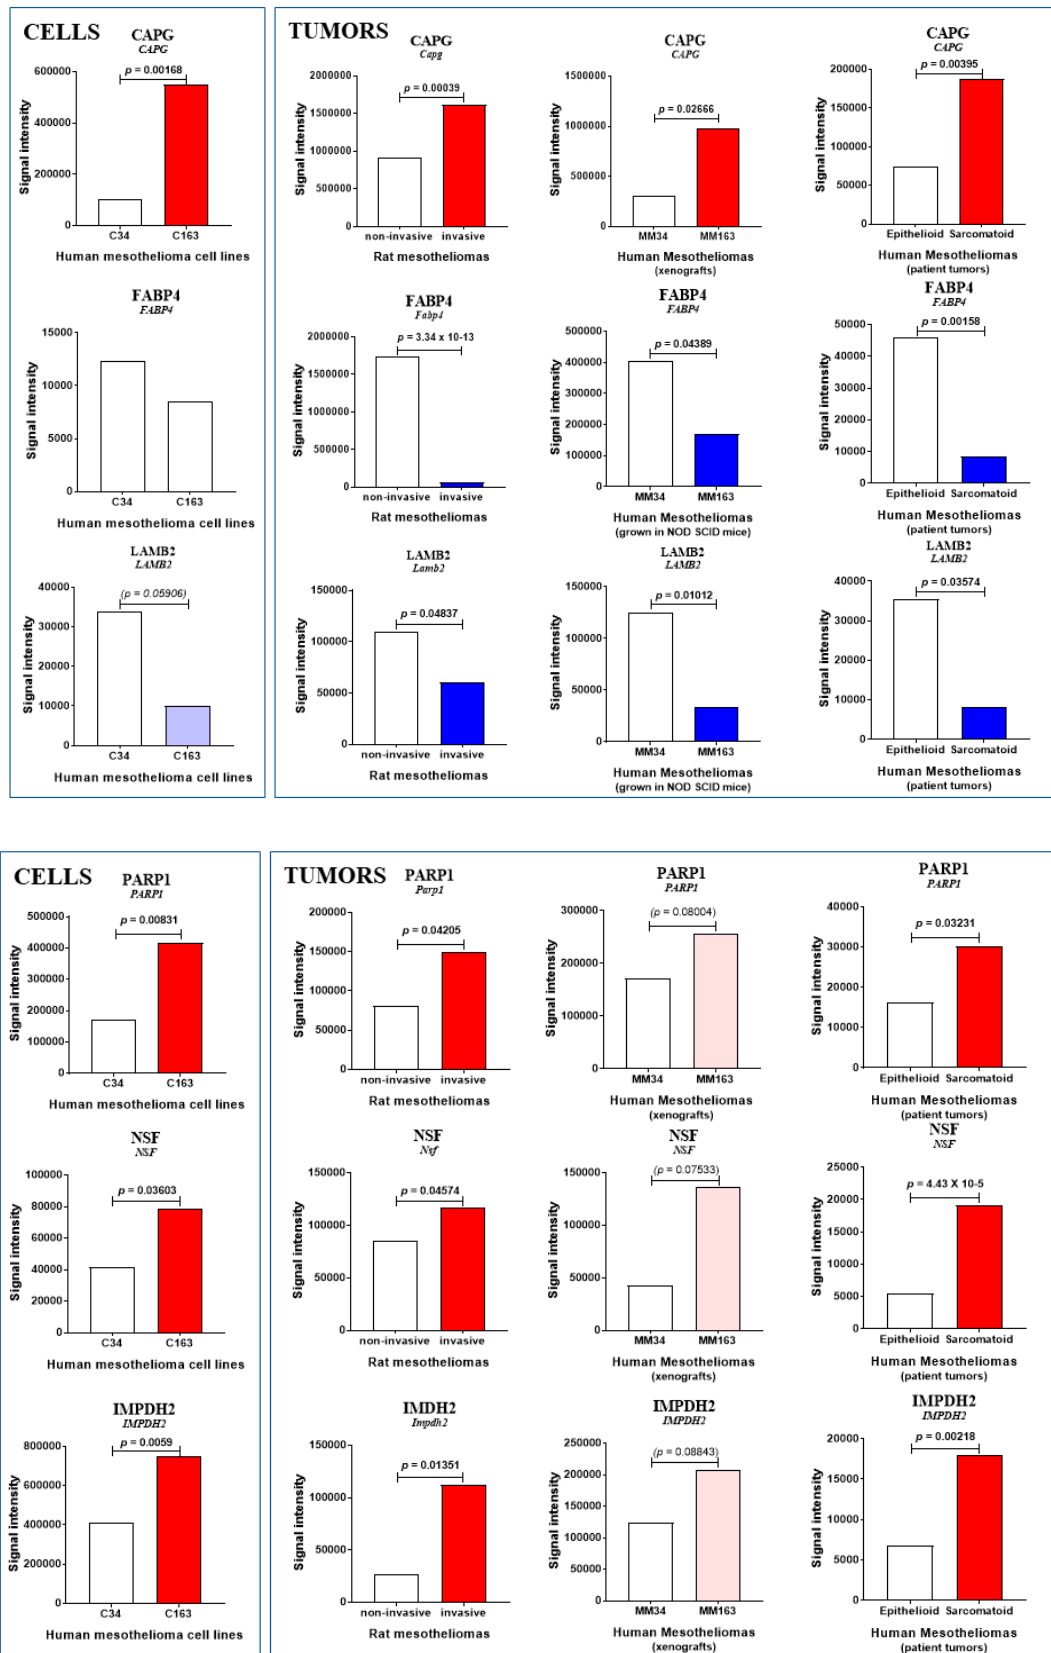 CELLS
CAPG
CAPG
p = 0.00168
600000
400000
200000
0
Signal intensity
C34 C163
Human mesothelioma cell lines
FABP4
FABP4
15000
10000
5000
0
Signal intensity
C34 C163
Human mesothelioma cell lines
LAMB2
LAMB2
(p = 0.05906)
40000
30000
20000
10000
0
Signal intensity
C34 C163
Human mesothelioma cell lines
TUMORS
CAPG
Capg
p = 0.00039
2000000
1500000
1000000
500000
0
Signal intensity
non-invasive invasive
Rat mesotheliomas
CAPG
CAPG
p = 0.02666
1500000
1000000
500000
0
Signal intensity
MM34 MM163
Human Mesotheliomas
(xenografts)
CAPG
CAPG
p = 0.00395
200000
150000
100000
50000
0
Signal intensity
Epithelioid Sarcomatoid
Human Mesotheliomas
(patient tumors)
FABP4
Fabp4
p = 3.34 x 10-13
2000000
1500000
1000000
500000
0
Signal intensity
non-invasive invasive
Rat mesotheliomas
FABP4
FABP4
p = 0.04389
500000
400000
300000
200000
100000
0
Signal intensity
MM34 MM163
Human Mesotheliomas
(grown in NOD SCID mice)
FABP4
FABP4
p = 0.00158
50000
40000
30000
20000
10000
0
Signal intensity
Epithelioid Sarcomatoid
Human Mesotheliomas
(patient tumors)
LAMB2
Lamb2
p = 0.04837
150000
100000
50000
0
Signal intensity
non-invasive invasive
Rat mesotheliomas
LAMB2
LAMB2
p = 0.01012
150000
100000
50000
0
Signal intensity
MM34 MM163
Human Mesotheliomas
(grown in NOD SCID mice)
LAMB2
LAMB2
p = 0.03574
40000
30000
20000
10000
0
Signal intensity
Epithelioid Sarcomatoid
Human Mesotheliomas
(patient tumors)
CELLS
PARP1
PARP1
p = 0.00831
500000
400000
300000
200000
100000
0
Signal intensity
C34 C163
Human mesothelioma cell lines
NSF
NSF
p = 0.03603
100000
80000
60000
40000
20000
0
Signal intensity
C34 C163
Human mesothelioma cell lines
IMPDH2
IMPDH2
p = 0.0059
800000
600000
400000
200000
0
Signal intensity
C34 C163
Human mesothelioma cell lines
TUMORS
PARP1
Parp1
p = 0.04205
200000
150000
100000
50000
0
Signal intensity
non-invasive invasive
Rat mesotheliomas
PARP1
PARP1
(p = 0.08004)
300000
200000
100000
0
Signal intensity
MM34 MM163
Human Mesotheliomas
(xenografts)
PARP1
PARP1
p = 0.03231
40000
30000
20000
10000
0
Signal intensity
Epithelioid Sarcomatoid
Human Mesotheliomas
(patient tumors)
NSF
Nsf
p = 0.04574
150000
100000
50000
0
Signal intensity
non-invasive invasive
Rat mesotheliomas
NSF
NSF
(p = 0.07533)
150000
100000
50000
0
Signal intensity
MM34 MM163
Human Mesotheliomas
(xenografts)
NSF
NSF
p = 4.43 X 10-5
25000
20000
15000
10000
5000
0
Signal intensity
Epithelioid Sarcomatoid
Human Mesotheliomas
(patient tumors)
IMDH2
Impdh2
p = 0.01351
150000
100000
50000
0
Signal intensity
non-invasive invasive
Rat mesotheliomas
IMPDH2
IMPDH2
(p = 0.08843)
250000
200000
150000
100000
50000
0
Signal intensity
MM34 MM163
Human Mesotheliomas
(xenografts)
IMPDH2
IMPDH2
p = 0.00218
20000
15000
10000
5000
0
Signal intensity
Epithelioid Sarcomatoid
Human Mesotheliomas
(patient tumors)